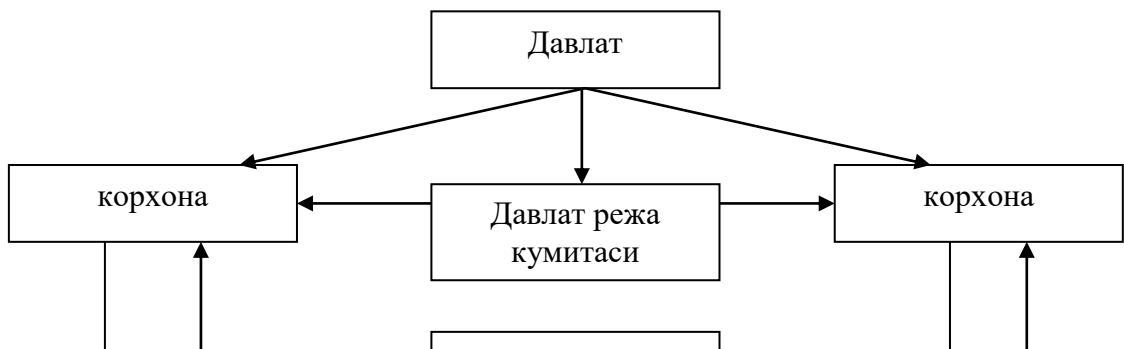 Давлат
корхона
Давлат режа
кумитаси
корхона